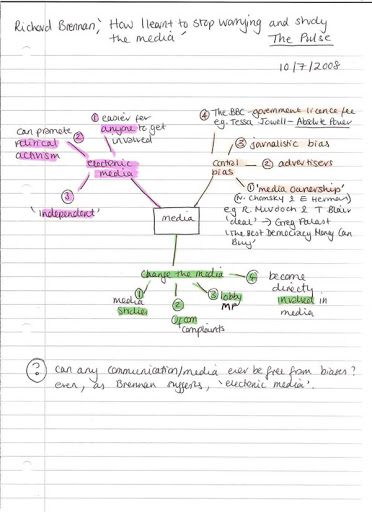 Richard Brennan, 'How I learnt to stop worrying and study
the media', The Pulse
10/7/2008
① easier for
anyone to get
involved
② can promote
political
activism
electronic
media
③ 'independent'
④ The BBC - government licence fee
eg. Tessa Jowell - Absolute Power
③ jornalistic bias
② advertisers
control
bias
① 'media ownership'
(N. Chomsky & E Herman)
eg R. Murdoch & T Blair
'deal' → Greg Palast
'The Best Democracy Money Can
Buy'
media
change the media
① media
studies
② Ofcom
complaints
③ lobby
MP
④ become
directly
involved in
media
? can any communication/media ever be free from biases?
even, as Brennan suggests, 'electonic media'.